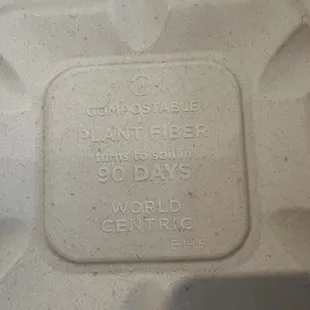 COMPOSTABLE
PLANT FIBER
turns to soil in
90 DAYS
WORLD
CENTRIC